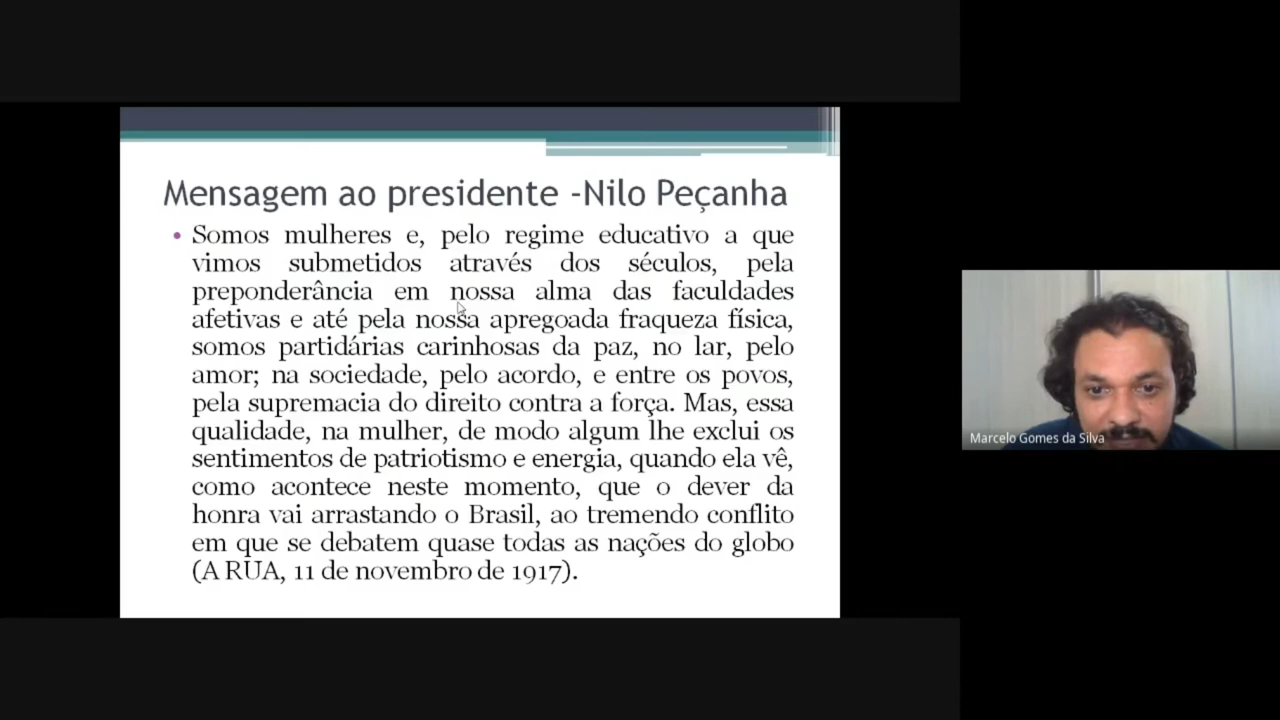 Mensagem ao presidente -Nilo Peçanha
• Somos mulheres e, pelo regime educativo a que
vimos submetidos através dos séculos, pela
preponderância em nossa alma das faculdades
afetivas e até pela nossa apregoada fraqueza física,
somos partidárias carinhosas da paz, no lar, pelo
amor; na sociedade, pelo acordo, e entre os povos,
pela supremacia do direito contra a força. Mas, essa
qualidade, na mulher, de modo algum lhe exclui os
sentimentos de patriotismo e energia, quando ela vê,
como acontece neste momento, que o dever da
honra vai arrastando o Brasil, ao tremendo conflito
em que se debatem quase todas as nações do globo
(A RUA, 11 de novembro de 1917).
Marcelo Gomes da Silva